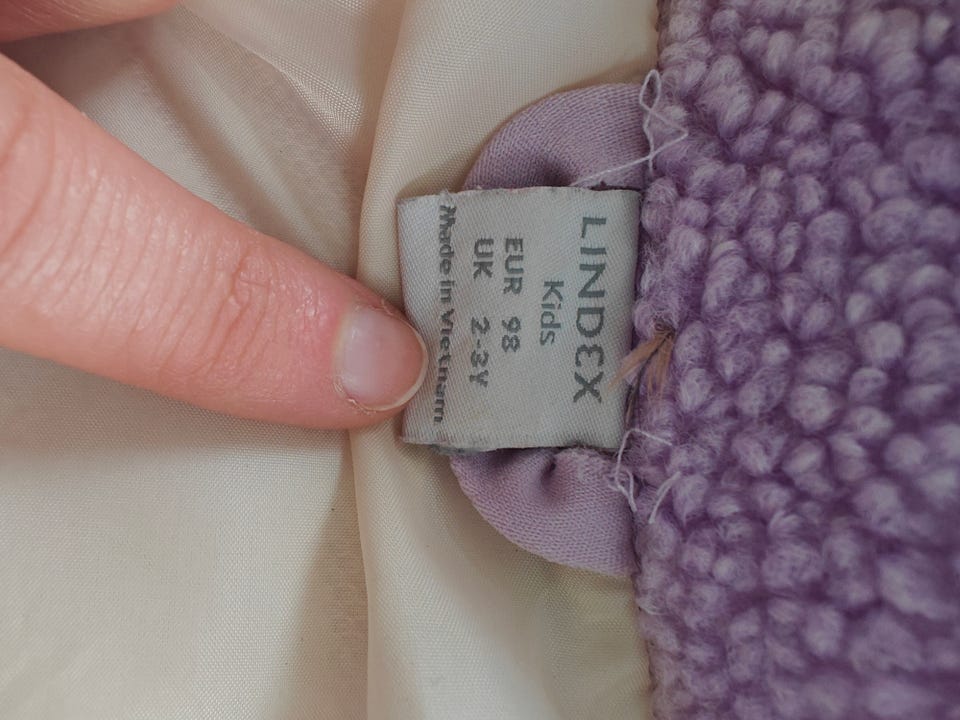 LINDEX
Kids
EUR 98
UK 2-3Y
Made in Vietnam